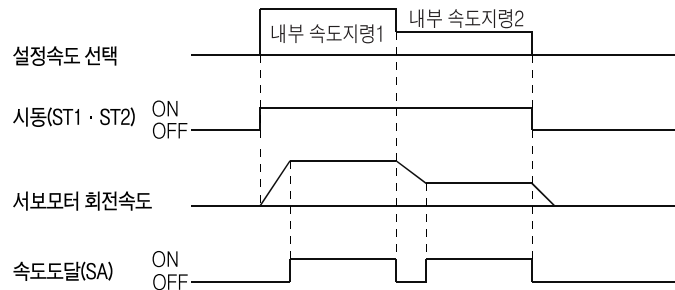 내부 속도지령1
내부 속도지령2
설정속도 선택
시동(ST1 · ST2)
ON
OFF
서보모터 회전속도
속도도달(SA)
ON
OFF